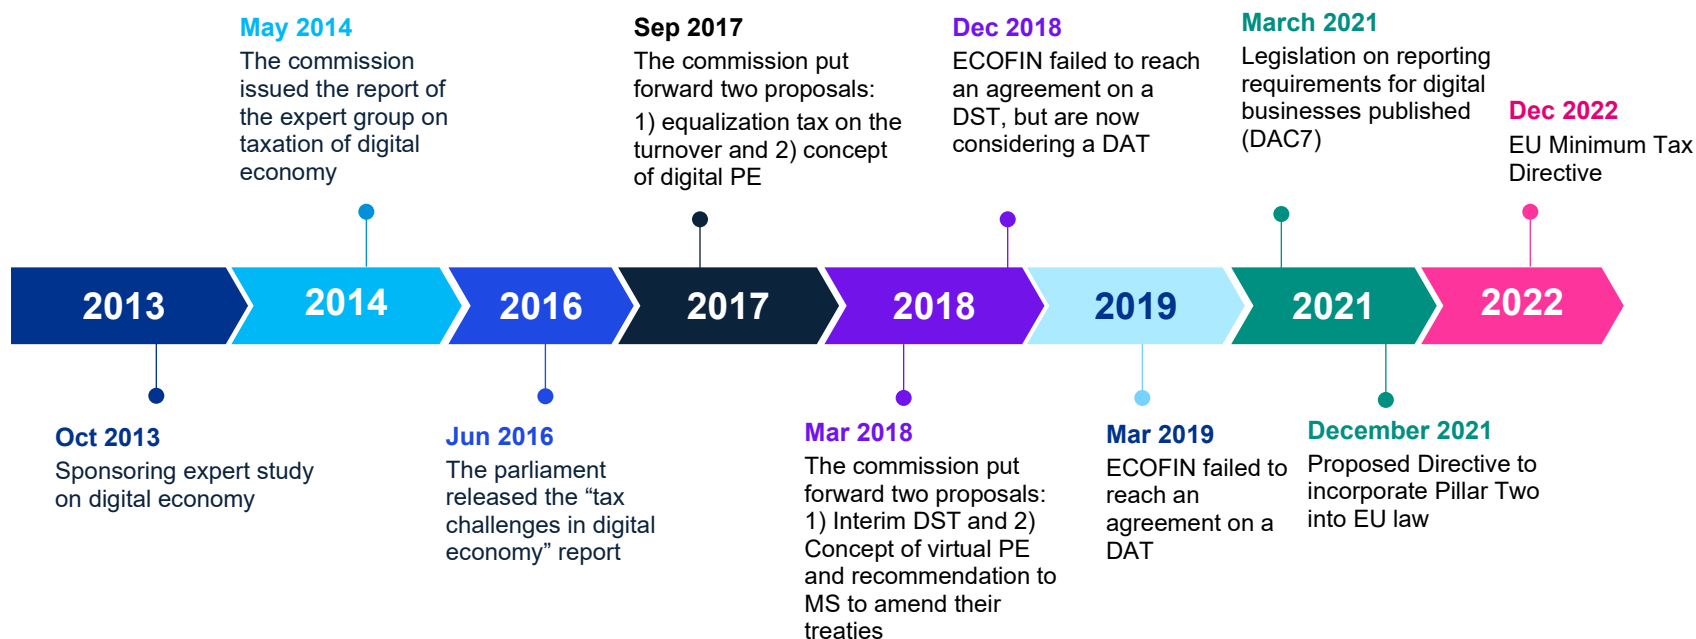 May 2014
The commission
issued the report of
the expert group on
taxation of digital
economy
Sep 2017
The commission put
forward two proposals:
1) equalization tax on the
turnover and 2) concept
of digital PE
Dec 2018
ECOFIN failed to reach
an agreement on a
DST, but are now
considering a DAT
March 2021
Legislation on reporting
requirements for digital
businesses published
(DAC7)
Dec 2022
EU Minimum Tax
Directive
2013
2014
2016
2017
2018
2019
2021
2022
Oct 2013
Sponsoring expert study
on digital economy
Jun 2016
The parliament
released the “tax
challenges in digital
economy” report
Mar 2018
The commission put
forward two proposals:
1) Interim DST and 2)
Concept of virtual PE
and recommendation to
MS to amend their
treaties
Mar 2019
ECOFIN failed to
reach an
agreement on a
DAT
December 2021
Proposed Directive to
incorporate Pillar Two
into EU law